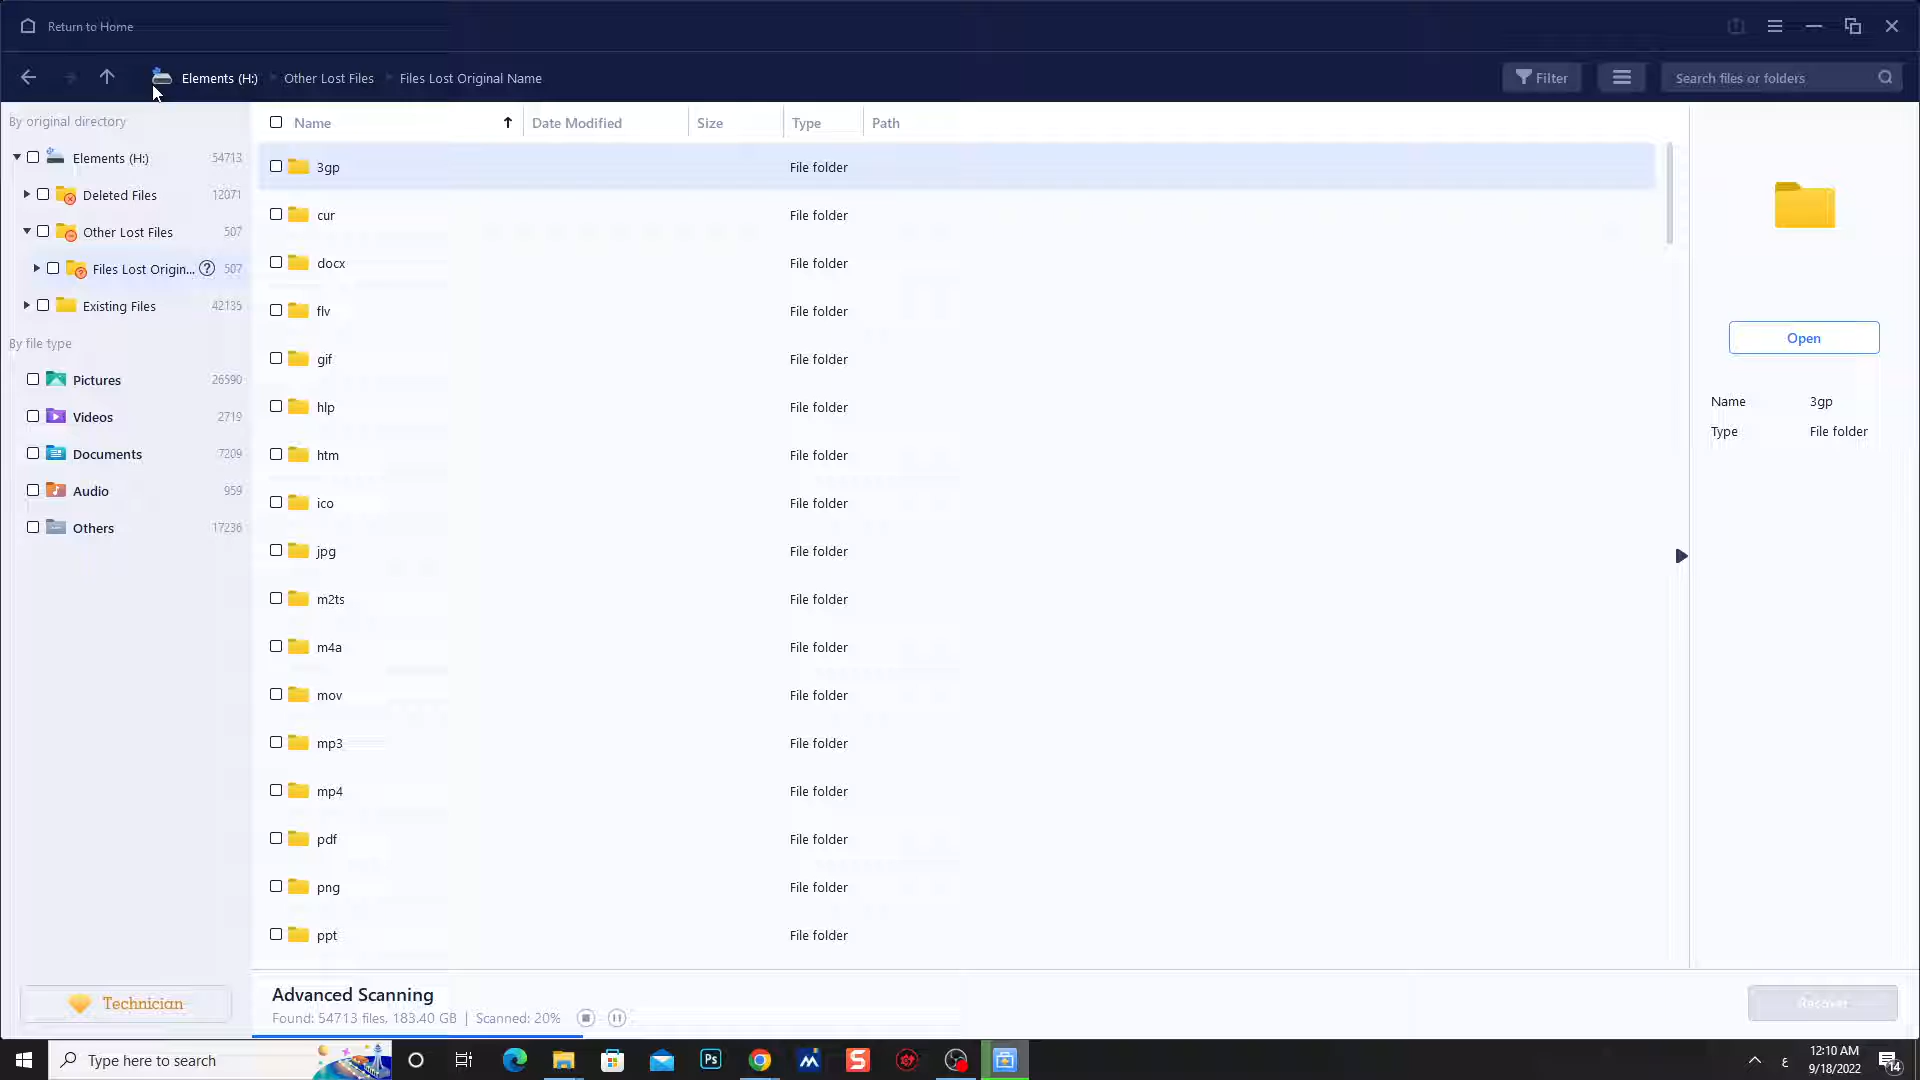 Return to Home
Elements (H:) Other Lost Files Files Lost Original Name Filter Search files or folders
By original directory
Elements (H:) 54713
Deleted Files 12071
Other Lost Files 507
Files Lost Origin... ? 507
Existing Files 42135
By file type
Pictures 26590
Videos 2719
Documents 7209
Audio 959
Others 17236
Technician
Name Date Modified Size Type Path
3gp File folder
cur File folder
docx File folder
flv File folder
gif File folder
hlp File folder
htm File folder
ico File folder
jpg File folder
m2ts File folder
m4a File folder
mov File folder
mp3 File folder
mp4 File folder
pdf File folder
png File folder
ppt File folder
Open
Name 3gp
Type File folder
Advanced Scanning
Found: 54713 files, 183.40 GB | Scanned: 20%
Recover
Type here to search
Ps
S
ع
12:10 AM
9/18/2022
14